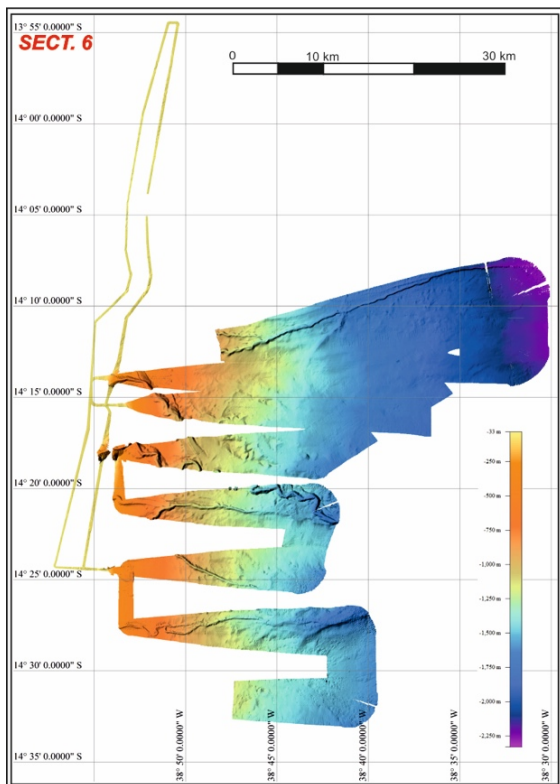 13° 55' 0.0000" S
SECT. 6
0 10 km 30 km
14° 00' 0.0000" S
14° 05' 0.0000" S
14° 10' 0.0000" S
14° 15' 0.0000" S
14° 20' 0.0000" S
14° 25' 0.0000" S
14° 30' 0.0000" S
14° 35' 0.0000" S
38° 50' 0.0000" W
38° 45' 0.0000" W
38° 40' 0.0000" W
38° 35' 0.0000" W
38° 30' 0.0000" W
-33 m
-250 m
-500 m
-750 m
-1,000 m
-1,250 m
-1,500 m
-1,750 m
-2,000 m
-2,250 m